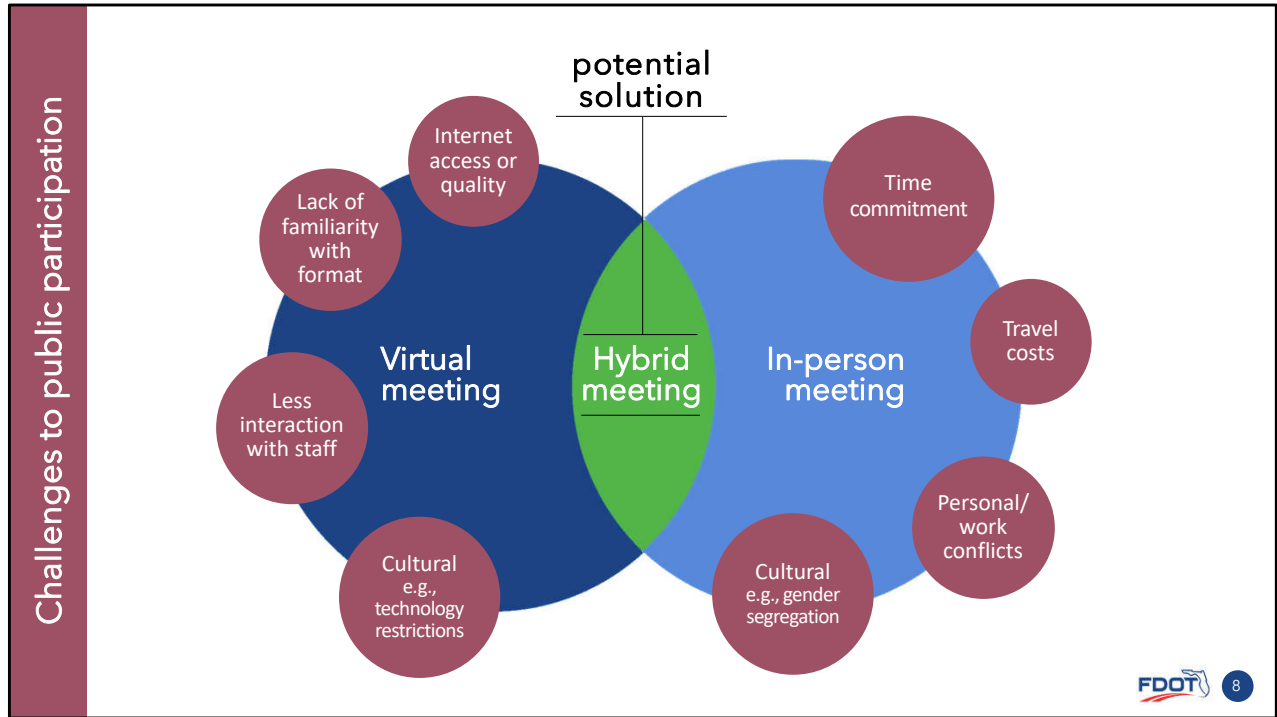 Challenges to public participation
potential
solution
Internet
access or
quality
Lack of
familiarity
with
format
Less
interaction
with staff
Cultural
e.g.,
technology
restrictions
Virtual
meeting
Hybrid
meeting
In-person
meeting
Time
commitment
Travel
costs
Personal/
work
conflicts
Cultural
e.g., gender
segregation
FDOT
8